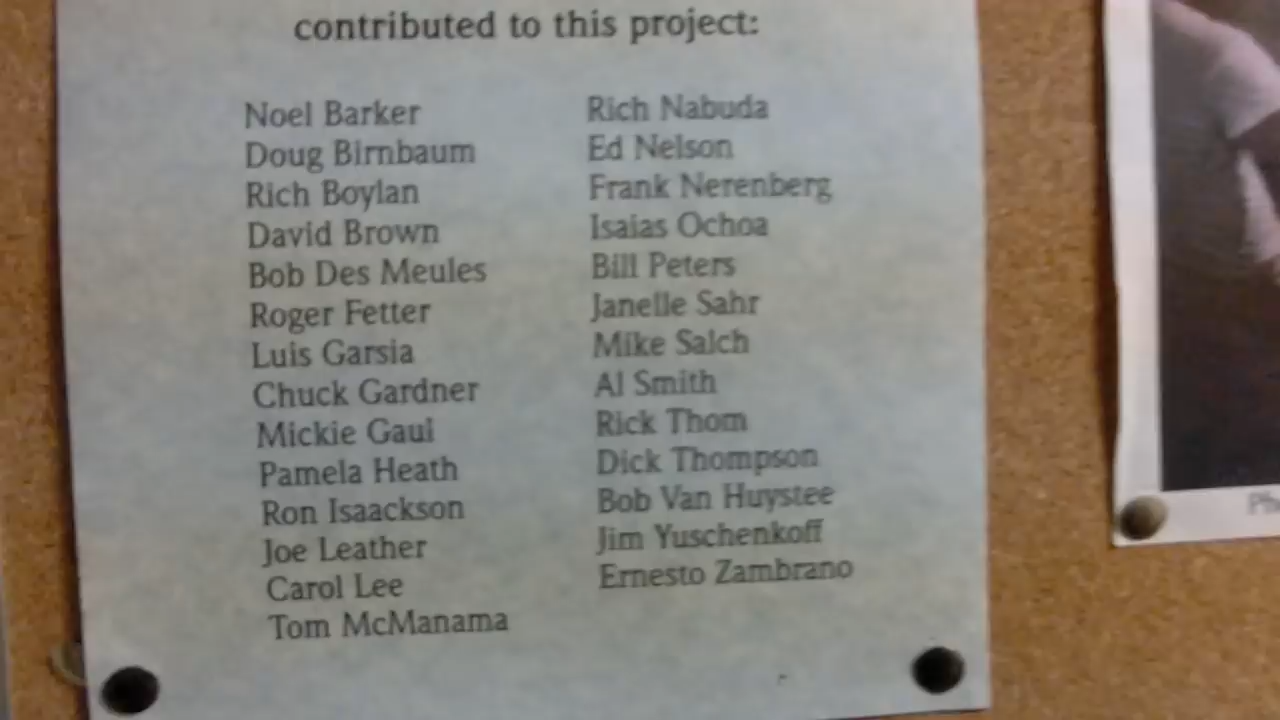 contributed to this project:
Noel Barker
Doug Birnbaum
Rich Boylan
David Brown
Bob Des Meules
Roger Fetter
Luis Garsia
Chuck Gardner
Mickie Gaul
Pamela Heath
Ron Isaackson
Joe Leather
Carol Lee
Tom McManama
Rich Nabuda
Ed Nelson
Frank Nerenberg
Isaias Ochoa
Bill Peters
Janelle Sahr
Mike Salch
Al Smith
Rick Thom
Dick Thompson
Bob Van Huystee
Jim Yuschenkoff
Ernesto Zambrano